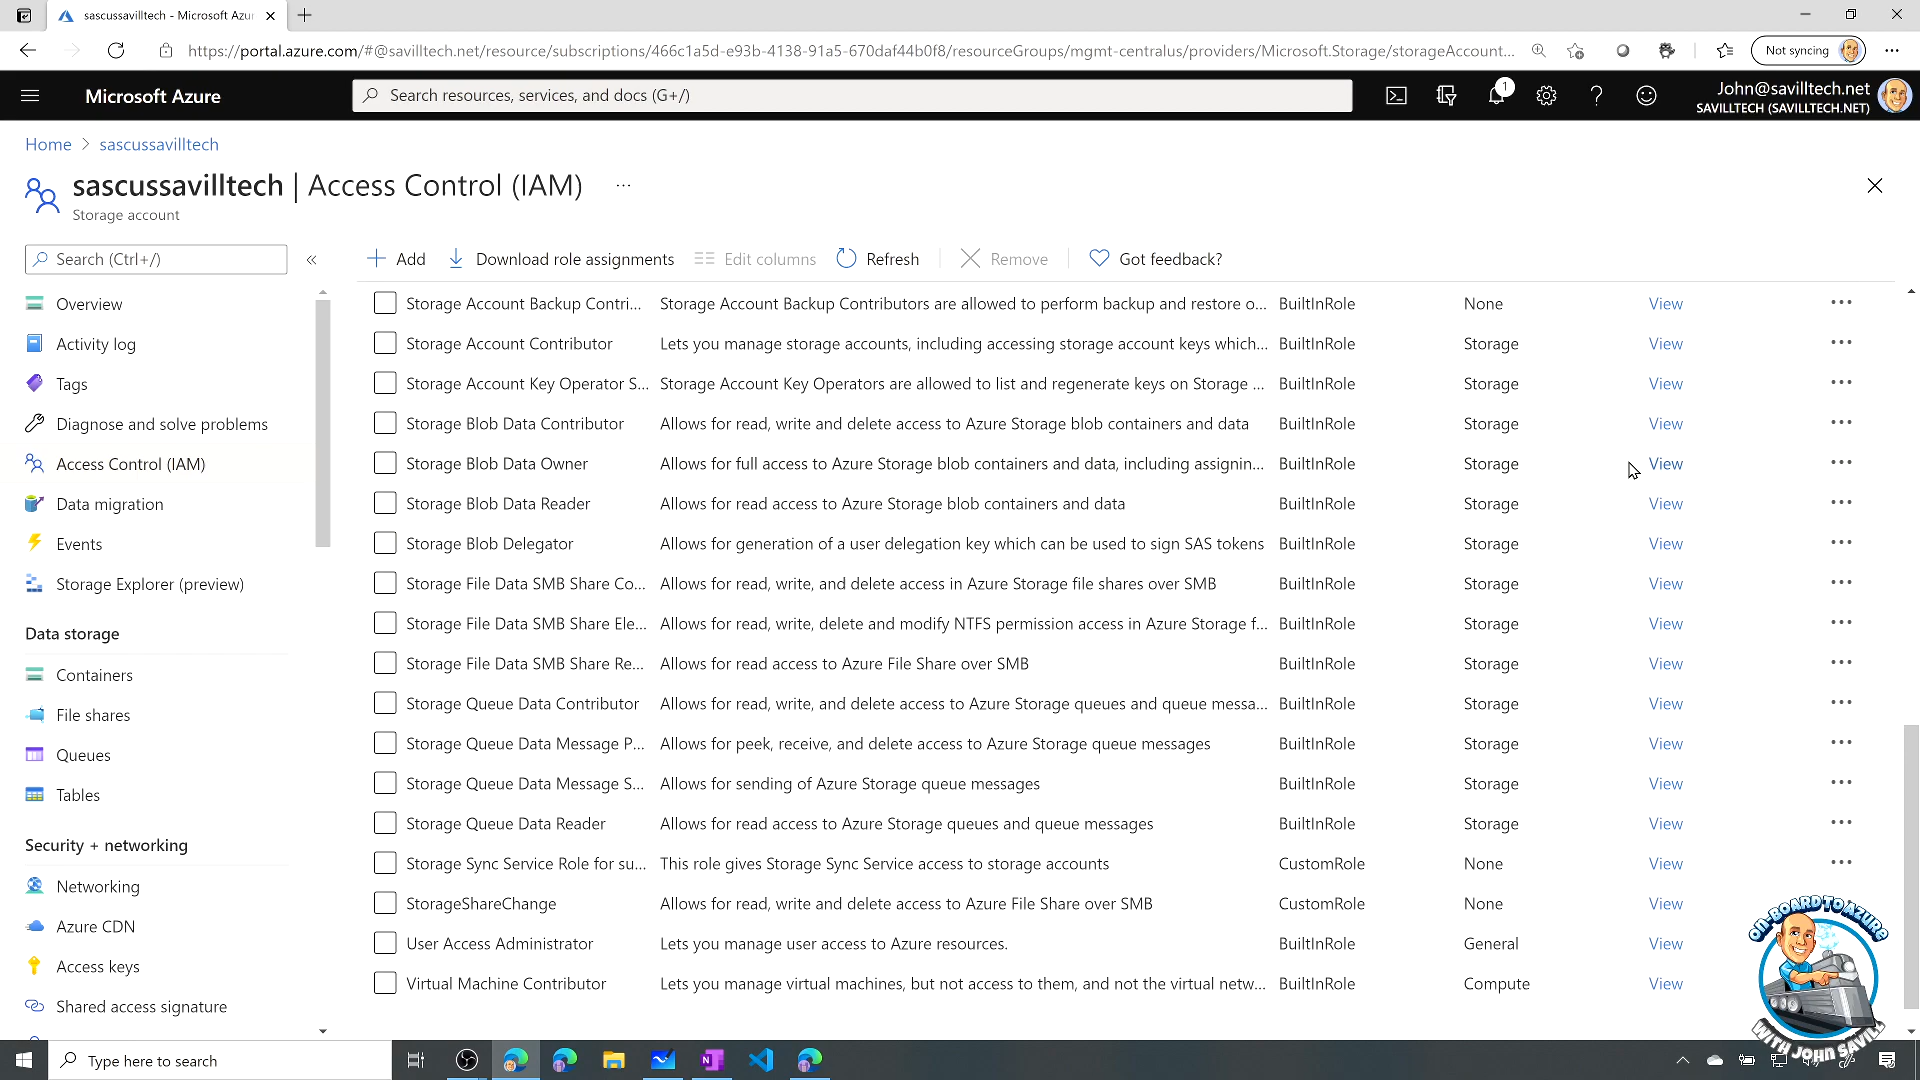 sascussavilltech - Microsoft Azur
https://portal.azure.com/#@savilltech.net/resource/subscriptions/466c1a5d-e93b-4138-91a5-670daf44b0f8/resourceGroups/mgmt-centralus/providers/Microsoft.Storage/storageAccount...
Not syncing
Microsoft Azure
Search resources, services, and docs (G+/)
1
John@savilltech.net
SAVILLTECH (SAVILLTECH.NET)
Home > sascussavilltech
sascussavilltech | Access Control (IAM) ...
Storage account
Search (Ctrl+/)
Add Download role assignments Edit columns Refresh Remove Got feedback?
Overview
Activity log
Tags
Diagnose and solve problems
Access Control (IAM)
Data migration
Events
Storage Explorer (preview)
Data storage
Containers
File shares
Queues
Tables
Security + networking
Networking
Azure CDN
Access keys
Shared access signature
Storage Account Backup Contri... Storage Account Backup Contributors are allowed to perform backup and restore o... BuiltInRole None View
Storage Account Contributor Lets you manage storage accounts, including accessing storage account keys which... BuiltInRole Storage View
Storage Account Key Operator S... Storage Account Key Operators are allowed to list and regenerate keys on Storage ... BuiltInRole Storage View
Storage Blob Data Contributor Allows for read, write and delete access to Azure Storage blob containers and data BuiltInRole Storage View
Storage Blob Data Owner Allows for full access to Azure Storage blob containers and data, including assignin... BuiltInRole Storage View
Storage Blob Data Reader Allows for read access to Azure Storage blob containers and data BuiltInRole Storage View
Storage Blob Delegator Allows for generation of a user delegation key which can be used to sign SAS tokens BuiltInRole Storage View
Storage File Data SMB Share Co... Allows for read, write, and delete access in Azure Storage file shares over SMB BuiltInRole Storage View
Storage File Data SMB Share Ele... Allows for read, write, delete and modify NTFS permission access in Azure Storage f... BuiltInRole Storage View
Storage File Data SMB Share Re... Allows for read access to Azure File Share over SMB BuiltInRole Storage View
Storage Queue Data Contributor Allows for read, write, and delete access to Azure Storage queues and queue messa... BuiltInRole Storage View
Storage Queue Data Message P... Allows for peek, receive, and delete access to Azure Storage queue messages BuiltInRole Storage View
Storage Queue Data Message S... Allows for sending of Azure Storage queue messages BuiltInRole Storage View
Storage Queue Data Reader Allows for read access to Azure Storage queues and queue messages BuiltInRole Storage View
Storage Sync Service Role for su... This role gives Storage Sync Service access to storage accounts CustomRole None View
StorageShareChange Allows for read, write and delete access to Azure File Share over SMB CustomRole None View
User Access Administrator Lets you manage user access to Azure resources. BuiltInRole General View
Virtual Machine Contributor Lets you manage virtual machines, but not access to them, and not the virtual netw... BuiltInRole Compute View
ON-BOARD TO AZURE
WITH JOHN SAVILL
Type here to search